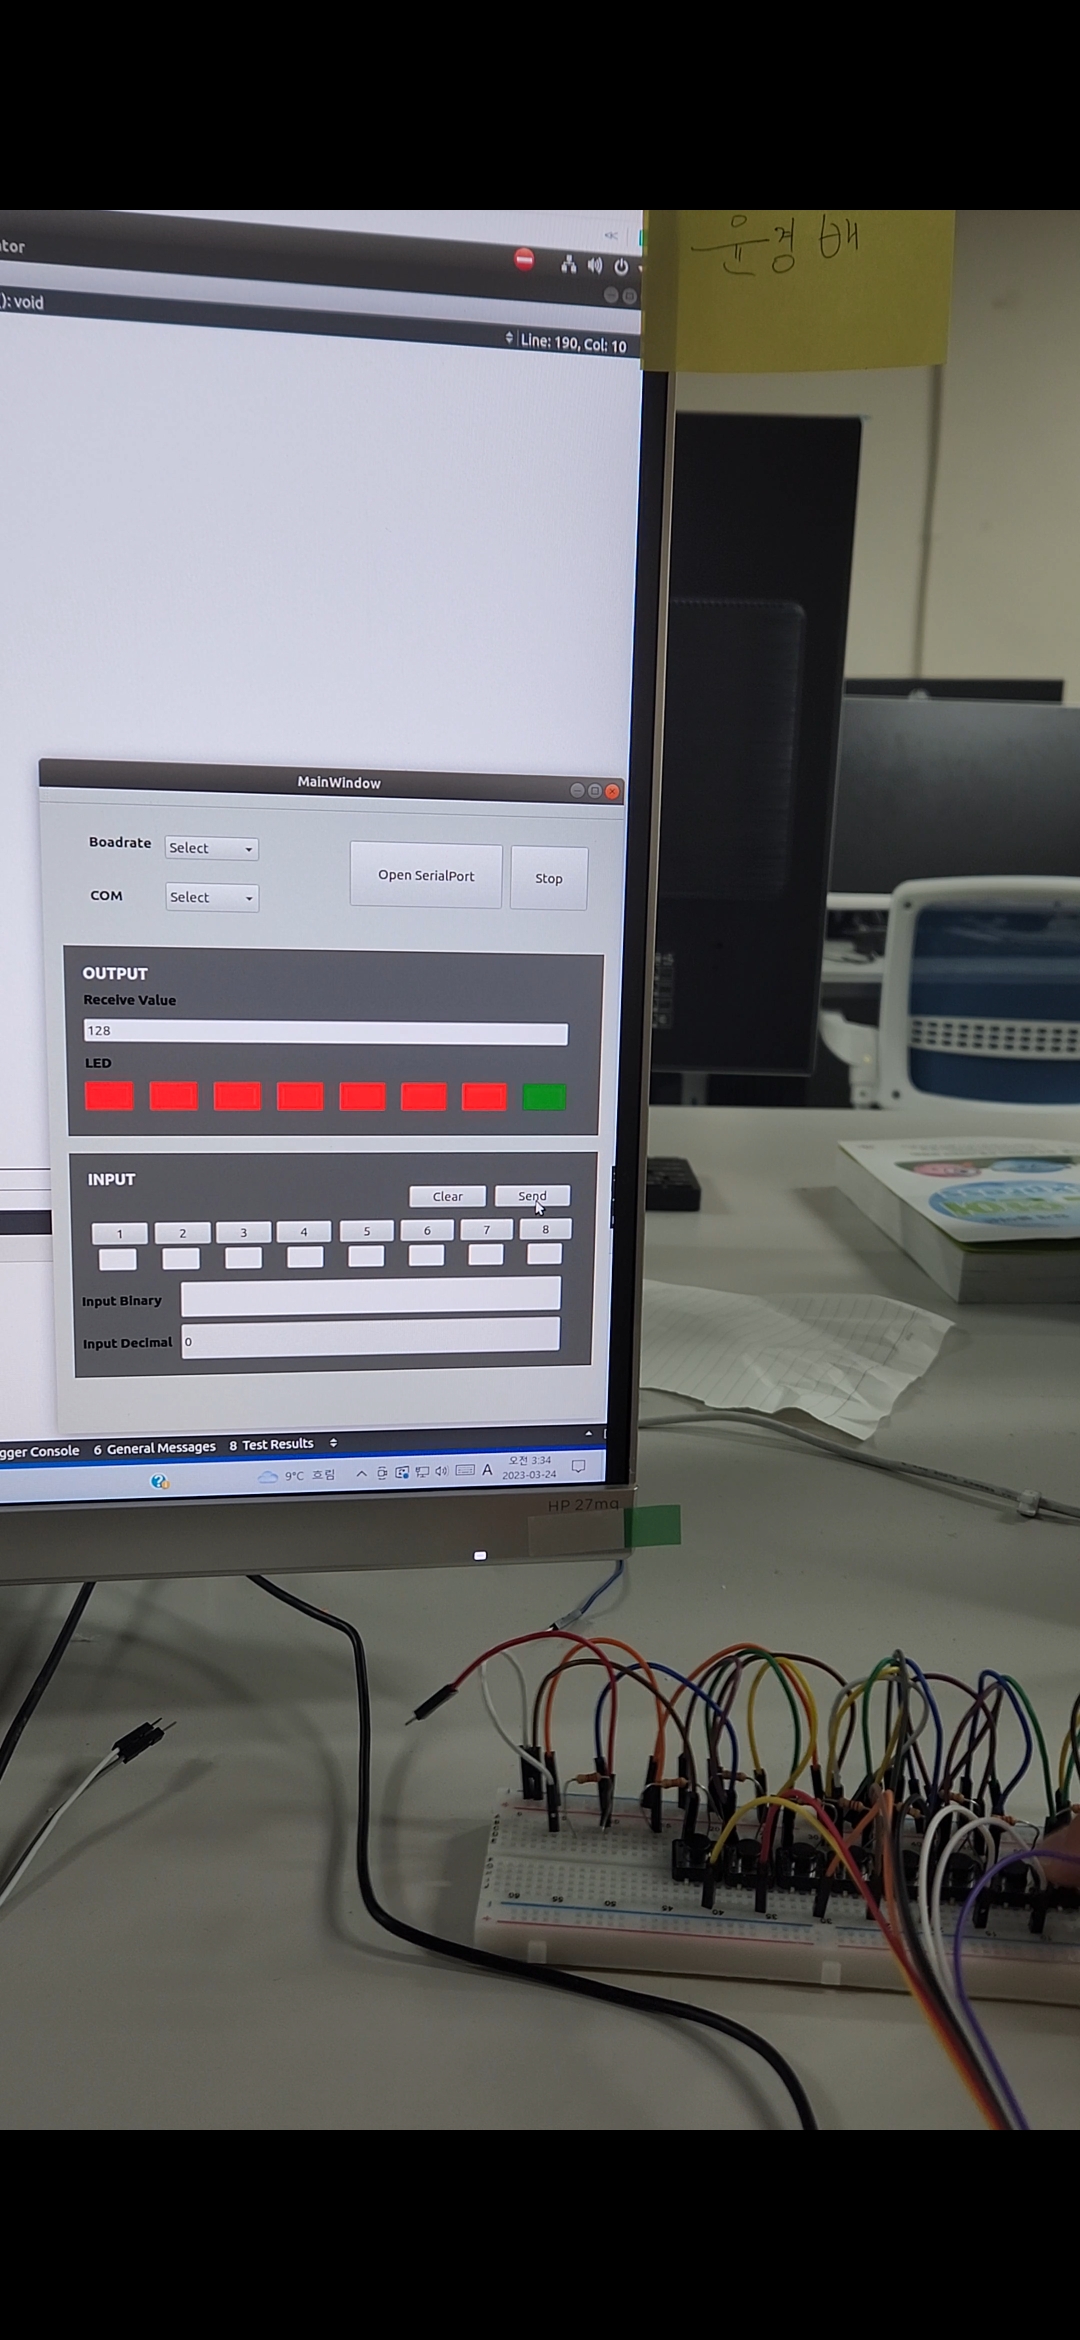 윤경배
tor
): void
Line: 190, Col: 10
MainWindow
Boadrate
Select
Open SerialPort
Stop
COM
Select
OUTPUT
Receive Value
128
LED
INPUT
Clear
Send
1 2 3 4 5 6 7 8
Input Binary
Input Decimal
0
gger Console 6 General Messages 8 Test Results
9°C 흐림
A
오전 3:34
2023-03-24
HP 27mq